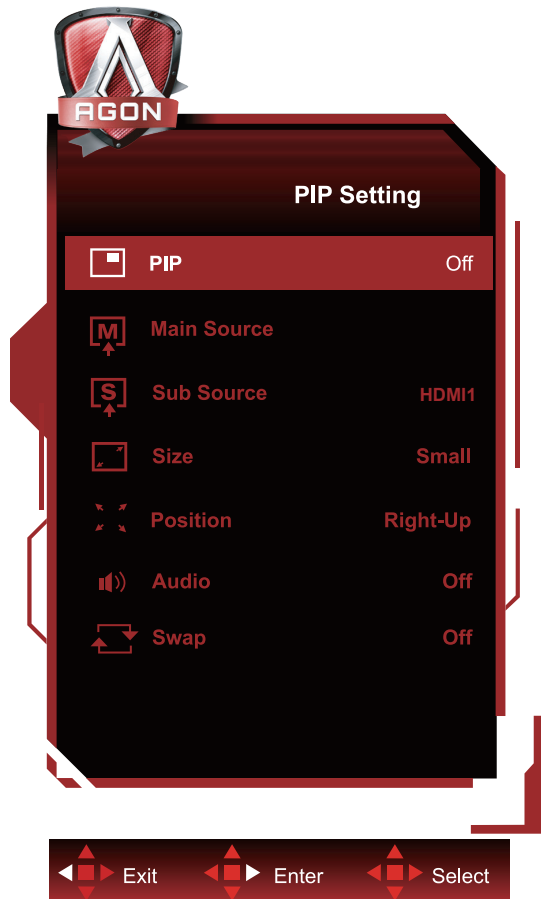 AGON
PIP Setting
PIP Off
M Main Source
S Sub Source HDMI1
Size Small
Position Right-Up
Audio Off
Swap Off
Exit Enter Select